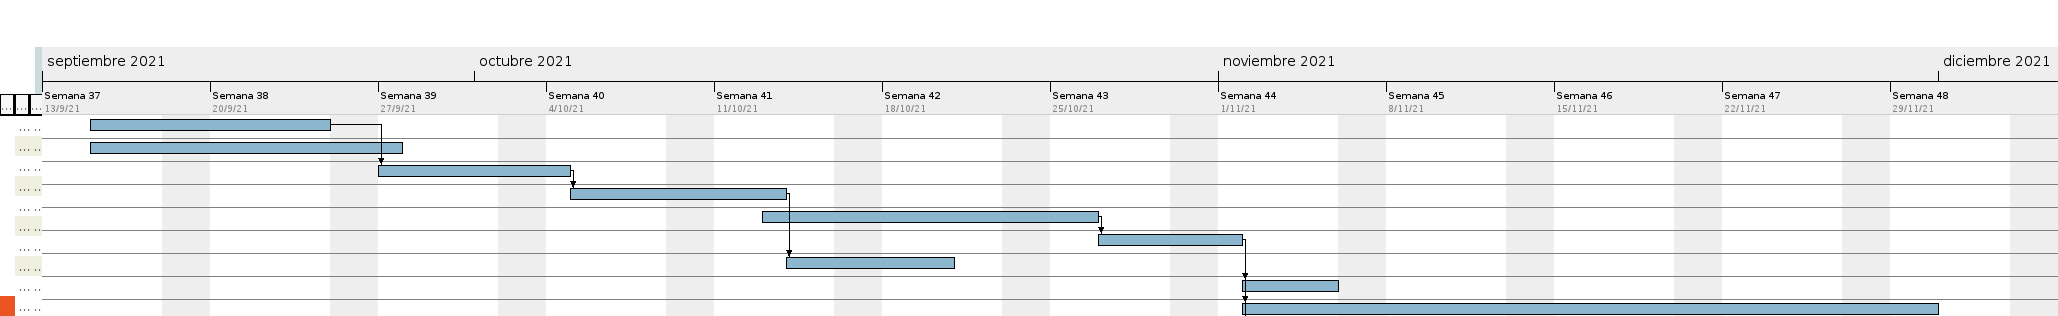 septiembre 2021 octubre 2021 noviembre 2021 diciembre 2021
Semana 37 Semana 38 Semana 39 Semana 40 Semana 41 Semana 42 Semana 43 Semana 44 Semana 45 Semana 46 Semana 47 Semana 48
13/9/21 20/9/21 27/9/21 4/10/21 11/10/21 18/10/21 25/10/21 1/11/21 8/11/21 15/11/21 22/11/21 29/11/21